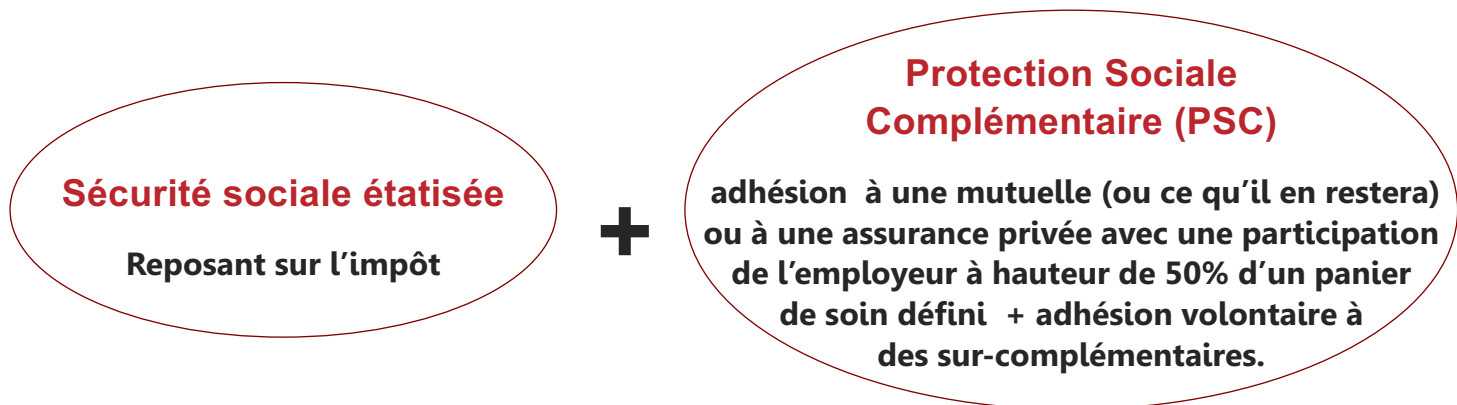 Sécurité sociale étatisée
Reposant sur l’impôt
+
Protection Sociale
Complémentaire (PSC)
adhésion à une mutuelle (ou ce qu’il en restera)
ou à une assurance privée avec une participation
de l’employeur à hauteur de 50% d’un panier
de soin défini + adhésion volontaire à
des sur-complémentaires.